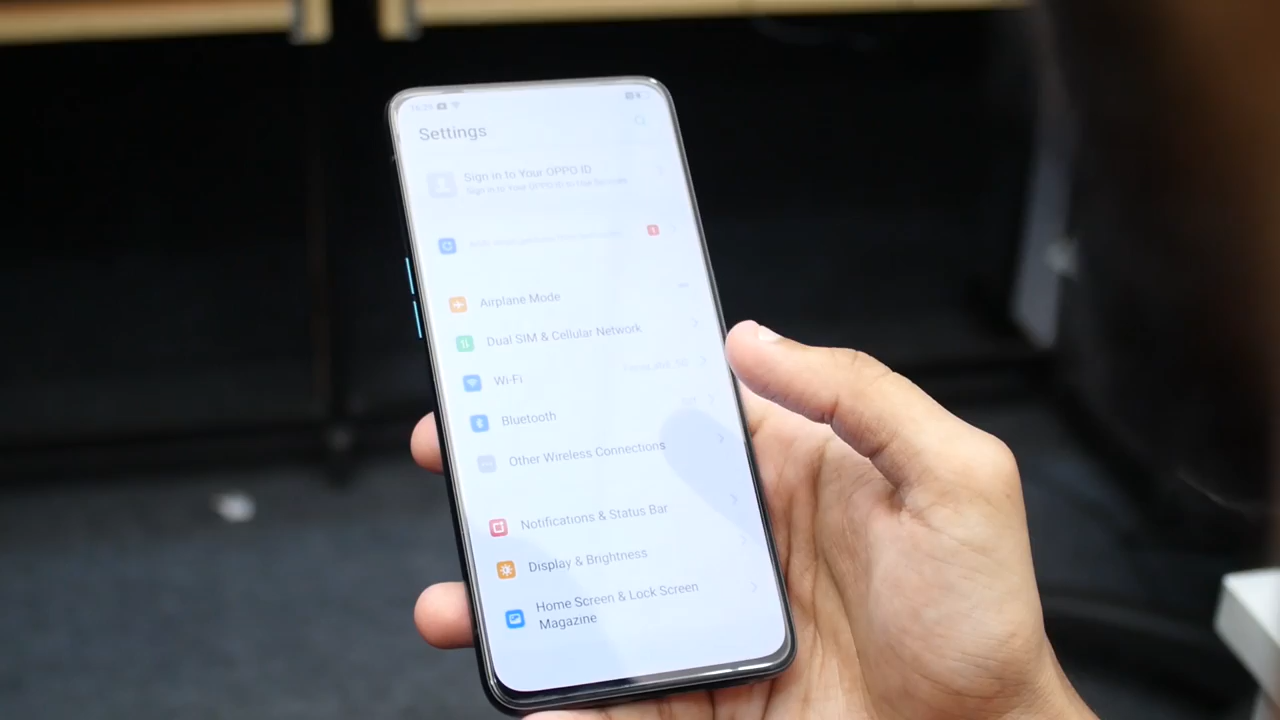 Settings
Sign in to Your OPPO ID
1
Airplane Mode
Dual SIM & Cellular Network
Wi-Fi
Bluetooth
Other Wireless Connections
Notifications & Status Bar
Display & Brightness
Home Screen & Lock Screen
Magazine